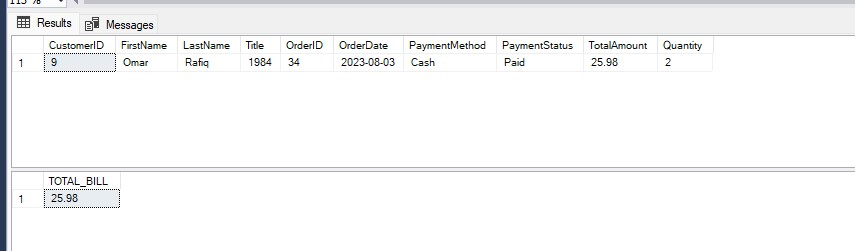 115 %
Results Messages
CustomerID FirstName LastName Title OrderID OrderDate PaymentMethod PaymentStatus TotalAmount Quantity
1 9 Omar Rafiq 1984 34 2023-08-03 Cash Paid 25.98 2
TOTAL_BILL
1 25.98